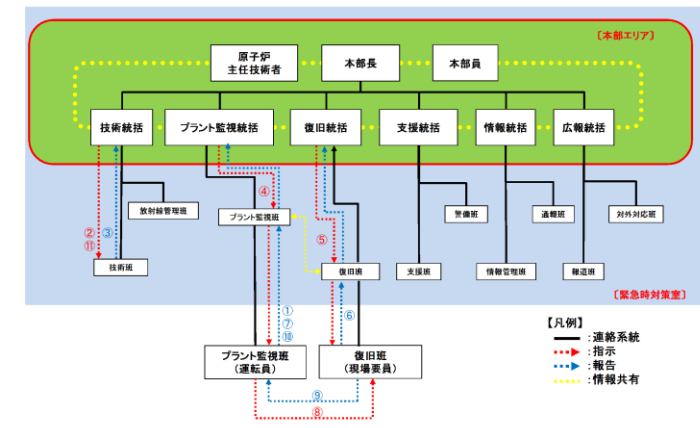 〔本部エリア〕
原子炉
主任技術者
本部長
本部員
技術統括
プラント監視統括
復旧統括
支援統括
情報統括
広報統括
④
放射線管理班
プラント監視班
警備班
通報班
対外対応班
②
③
⑪
⑤
技術班
復旧班
支援班
情報管理班
報道班
〔緊急時対策室〕
①
⑦
⑩
⑥
【凡例】
:連絡系統
:指示
:報告
:情報共有
プラント監視班
(運転員)
復旧班
(現場要員)
⑨
⑧